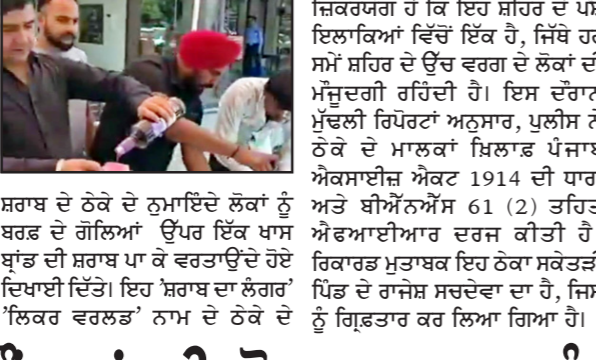 ਸ਼ਰਾਬ ਦੇ ਠੇਕੇ ਦੇ ਨੁਮਾਇੰਦੇ ਲੋਕਾਂ ਨੂੰ
ਬਰਫ਼ ਦੇ ਗੋਲਿਆਂ ਉੱਪਰ ਇੱਕ ਖਾਸ
ਬ੍ਰਾਂਡ ਦੀ ਸ਼ਰਾਬ ਪਾ ਕੇ ਵਰਤਾਉਂਦੇ ਹੋਏ
ਦਿਖਾਈ ਦਿੱਤੇ। ਇਹ 'ਸ਼ਰਾਬ ਦਾ ਲੰਗਰ'
'ਲਿਕਰ ਵਰਲਡ' ਨਾਮ ਦੇ ਠੇਕੇ ਦੇ
ਜ਼ਿਕਰਯੋਗ ਹੈ ਕਿ ਇਹ ਸ਼ਹਿਰ ਦੇ
ਇਲਾਕਿਆਂ ਵਿੱਚੋਂ ਇੱਕ ਹੈ, ਜਿੱਥੇ
ਸਮੇਂ ਸ਼ਹਿਰ ਦੇ ਉੱਚ ਵਰਗ ਦੇ ਲੋਕਾਂ ਦੀ
ਮੌਜੂਦਗੀ ਰਹਿੰਦੀ ਹੈ। ਇਸ ਦੌਰਾਨ
ਮੁੱਢਲੀ ਰਿਪੋਰਟਾਂ ਅਨੁਸਾਰ, ਪੁਲੀਸ
ਠੇਕੇ ਦੇ ਮਾਲਕਾਂ ਖ਼ਿਲਾਫ਼ ਪੰਜਾਬ
ਐਕਸਾਈਜ਼ ਐਕਟ 1914 ਦੀ ਧਾਰਾ
ਅਤੇ ਬੀਐੱਨਐੱਸ 61 (2) ਤਹਿਤ
ਐਫਆਈਆਰ ਦਰਜ ਕੀਤੀ ਹੈ
ਰਿਕਾਰਡ ਮੁਤਾਬਕ ਇਹ ਠੇਕਾ ਸਕੇਤੜੀ
ਪਿੰਡ ਦੇ ਰਾਜੇਸ਼ ਸਚਦੇਵਾ ਦਾ ਹੈ, ਜਿਸ
ਨੂੰ ਗ੍ਰਿਫ਼ਤਾਰ ਕਰ ਲਿਆ ਗਿਆ ਹੈ।